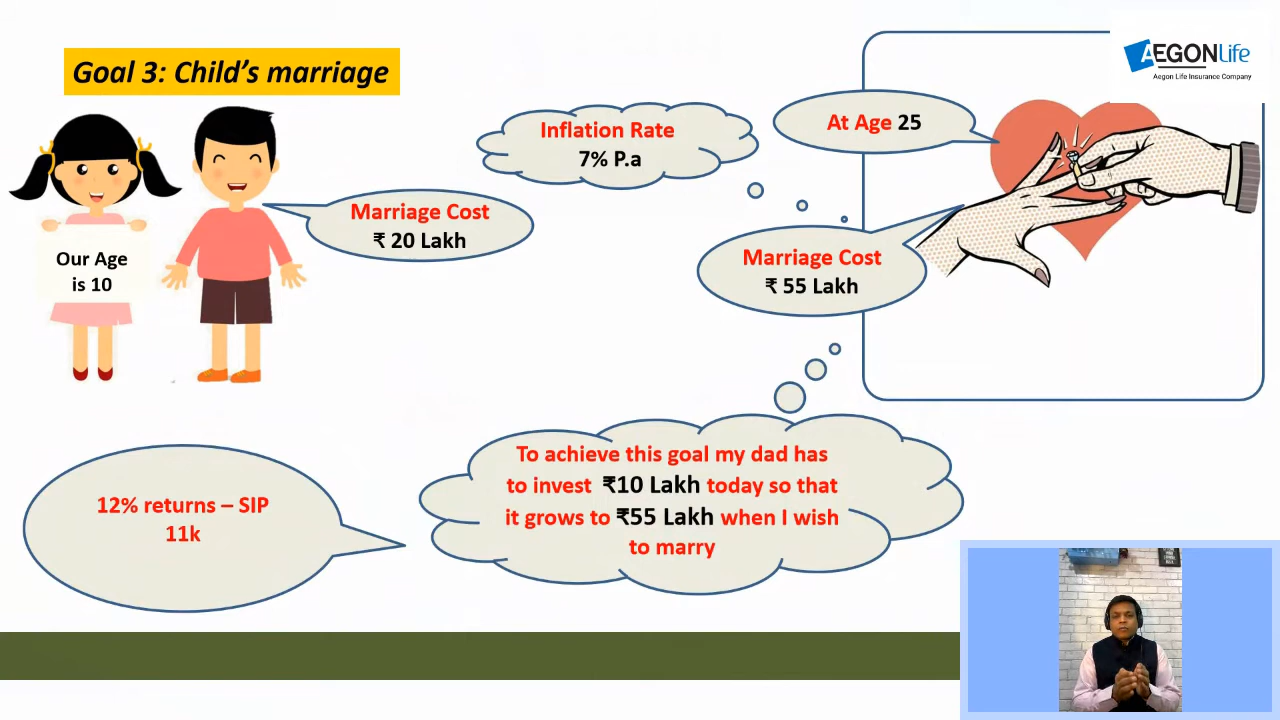 Goal 3: Child's marriage
AEGONLife
Aegon Life Insurance Company
At Age 25
Inflation Rate
7% P.a
Marriage Cost
₹ 20 Lakh
Our Age
is 10
Marriage Cost
₹ 55 Lakh
To achieve this goal my dad has
to invest ₹10 Lakh today so that
it grows to ₹55 Lakh when I wish
to marry
12% returns – SIP
11k